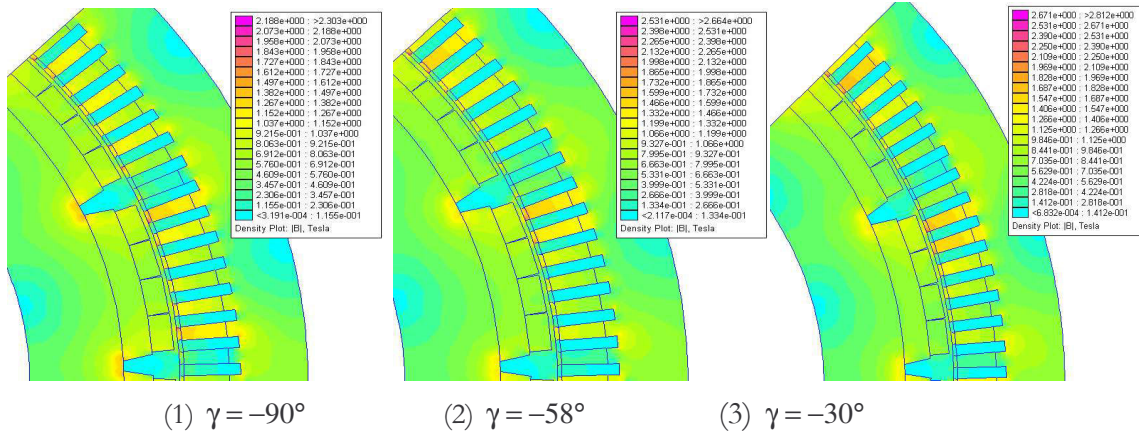 2.188e+000 : >2.303e+000
2.073e+000 : 2.188e+000
1.958e+000 : 2.073e+000
1.843e+000 : 1.958e+000
1.727e+000 : 1.843e+000
1.612e+000 : 1.727e+000
1.497e+000 : 1.612e+000
1.382e+000 : 1.497e+000
1.267e+000 : 1.382e+000
1.152e+000 : 1.267e+000
1.037e+000 : 1.152e+000
9.215e-001 : 1.037e+000
8.063e-001 : 9.215e-001
6.912e-001 : 8.063e-001
5.760e-001 : 6.912e-001
4.609e-001 : 5.760e-001
3.457e-001 : 4.609e-001
2.306e-001 : 3.457e-001
1.155e-001 : 2.306e-001
<3.191e-004 : 1.155e-001
Density Plot: |B|, Tesla
2.531e+000 : >2.664e+000
2.398e+000 : 2.531e+000
2.265e+000 : 2.398e+000
2.132e+000 : 2.265e+000
1.998e+000 : 2.132e+000
1.865e+000 : 1.998e+000
1.732e+000 : 1.865e+000
1.599e+000 : 1.732e+000
1.466e+000 : 1.599e+000
1.332e+000 : 1.466e+000
1.199e+000 : 1.332e+000
1.066e+000 : 1.199e+000
9.327e-001 : 1.066e+000
7.995e-001 : 9.327e-001
6.663e-001 : 7.995e-001
5.331e-001 : 6.663e-001
3.999e-001 : 5.331e-001
2.666e-001 : 3.999e-001
1.334e-001 : 2.666e-001
<2.117e-004 : 1.334e-001
Density Plot: |B|, Tesla
2.671e+000 : >2.812e+000
2.531e+000 : 2.671e+000
2.390e+000 : 2.531e+000
2.250e+000 : 2.390e+000
2.109e+000 : 2.250e+000
1.969e+000 : 2.109e+000
1.828e+000 : 1.969e+000
1.687e+000 : 1.828e+000
1.547e+000 : 1.687e+000
1.406e+000 : 1.547e+000
1.266e+000 : 1.406e+000
1.125e+000 : 1.266e+000
9.846e-001 : 1.125e+000
8.441e-001 : 9.846e-001
7.035e-001 : 8.441e-001
5.629e-001 : 7.035e-001
4.224e-001 : 5.629e-001
2.818e-001 : 4.224e-001
1.412e-001 : 2.818e-001
<6.832e-004 : 1.412e-001
Density Plot: |B|, Tesla
(1) γ = −90°
(2) γ = −58°
(3) γ = −30°